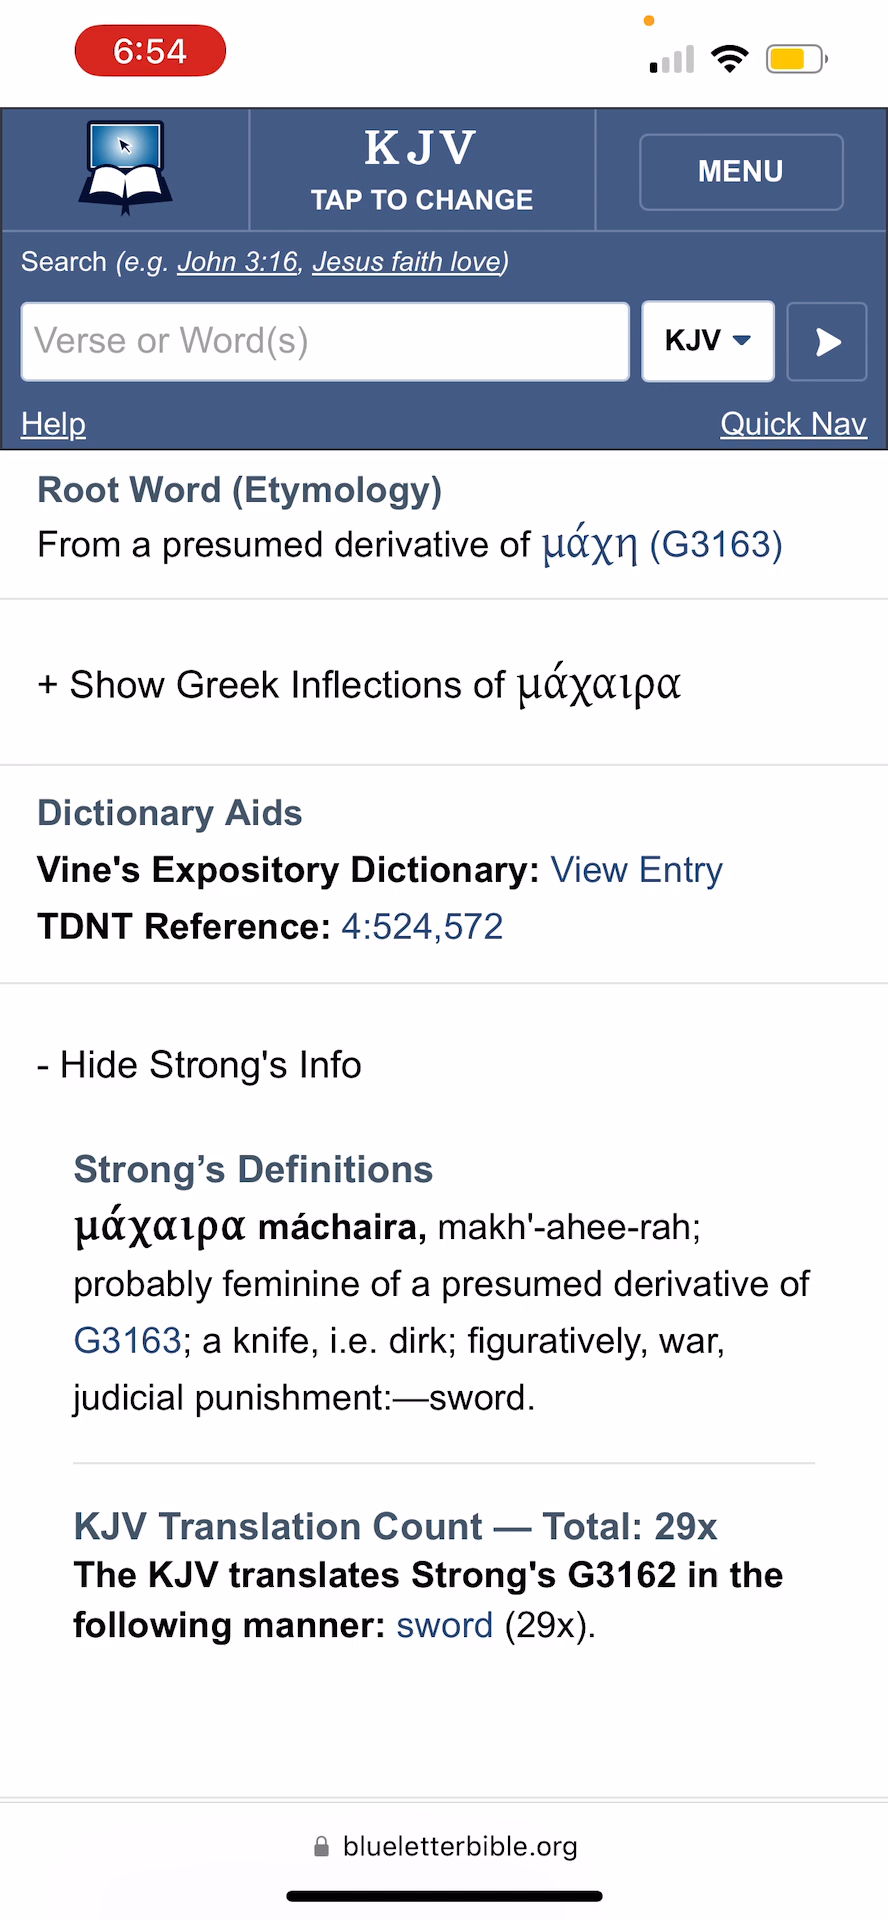 6:54
KJV
TAP TO CHANGE
MENU
Search (e.g. John 3:16, Jesus faith love)
Verse or Word(s)
KJV
Help
Quick Nav
Root Word (Etymology)
From a presumed derivative of μάχη (G3163)
+ Show Greek Inflections of μάχαιρα
Dictionary Aids
Vine's Expository Dictionary: View Entry
TDNT Reference: 4:524,572
- Hide Strong's Info
Strong’s Definitions
μάχαιρα máchaira, makh'-ahee-rah;
probably feminine of a presumed derivative of
G3163; a knife, i.e. dirk; figuratively, war,
judicial punishment:—sword.
KJV Translation Count — Total: 29x
The KJV translates Strong's G3162 in the
following manner: sword (29x).
blueletterbible.org